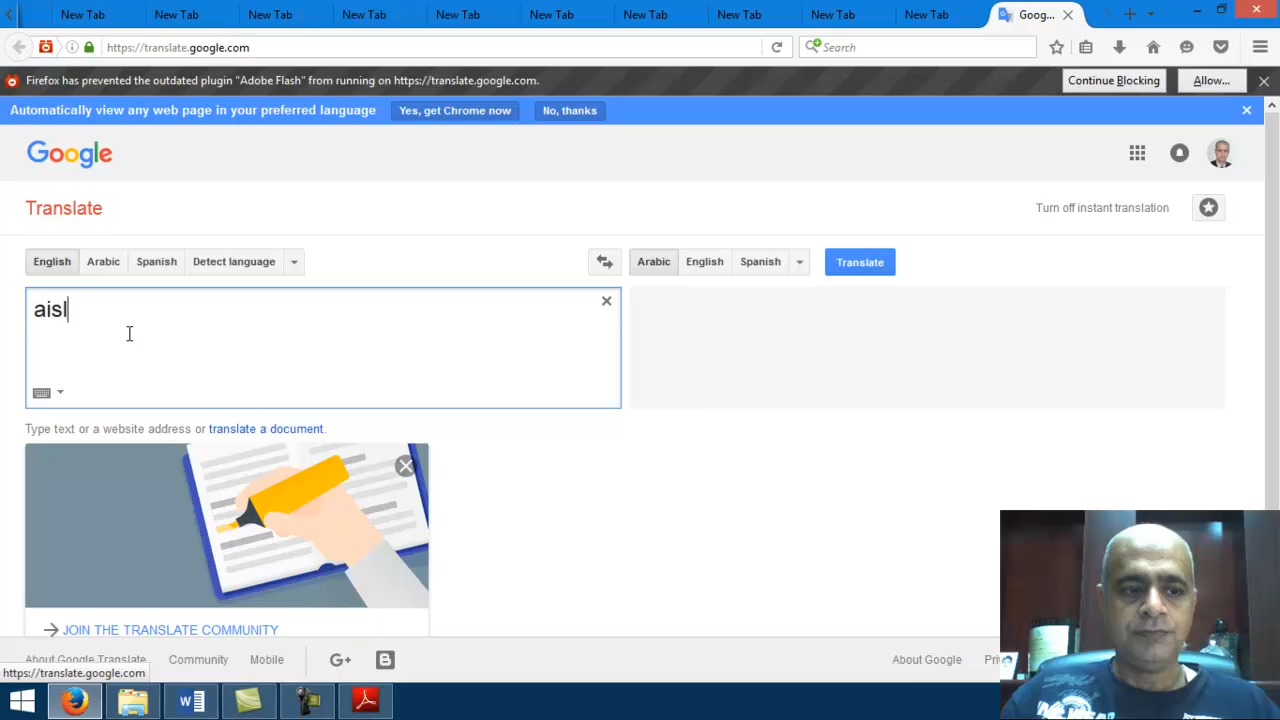 New Tab New Tab New Tab New Tab New Tab New Tab New Tab New Tab New Tab New Tab Goog...
https://translate.google.com Search
Firefox has prevented the outdated plugin "Adobe Flash" from running on https://translate.google.com. Continue Blocking Allow...
Automatically view any web page in your preferred language Yes, get Chrome now No, thanks
Google
Translate Turn off instant translation
English Arabic Spanish Detect language Arabic English Spanish Translate
aisl
Type text or a website address or translate a document.
JOIN THE TRANSLATE COMMUNITY
About Google Translate Community Mobile G+ About Google
https://translate.google.com